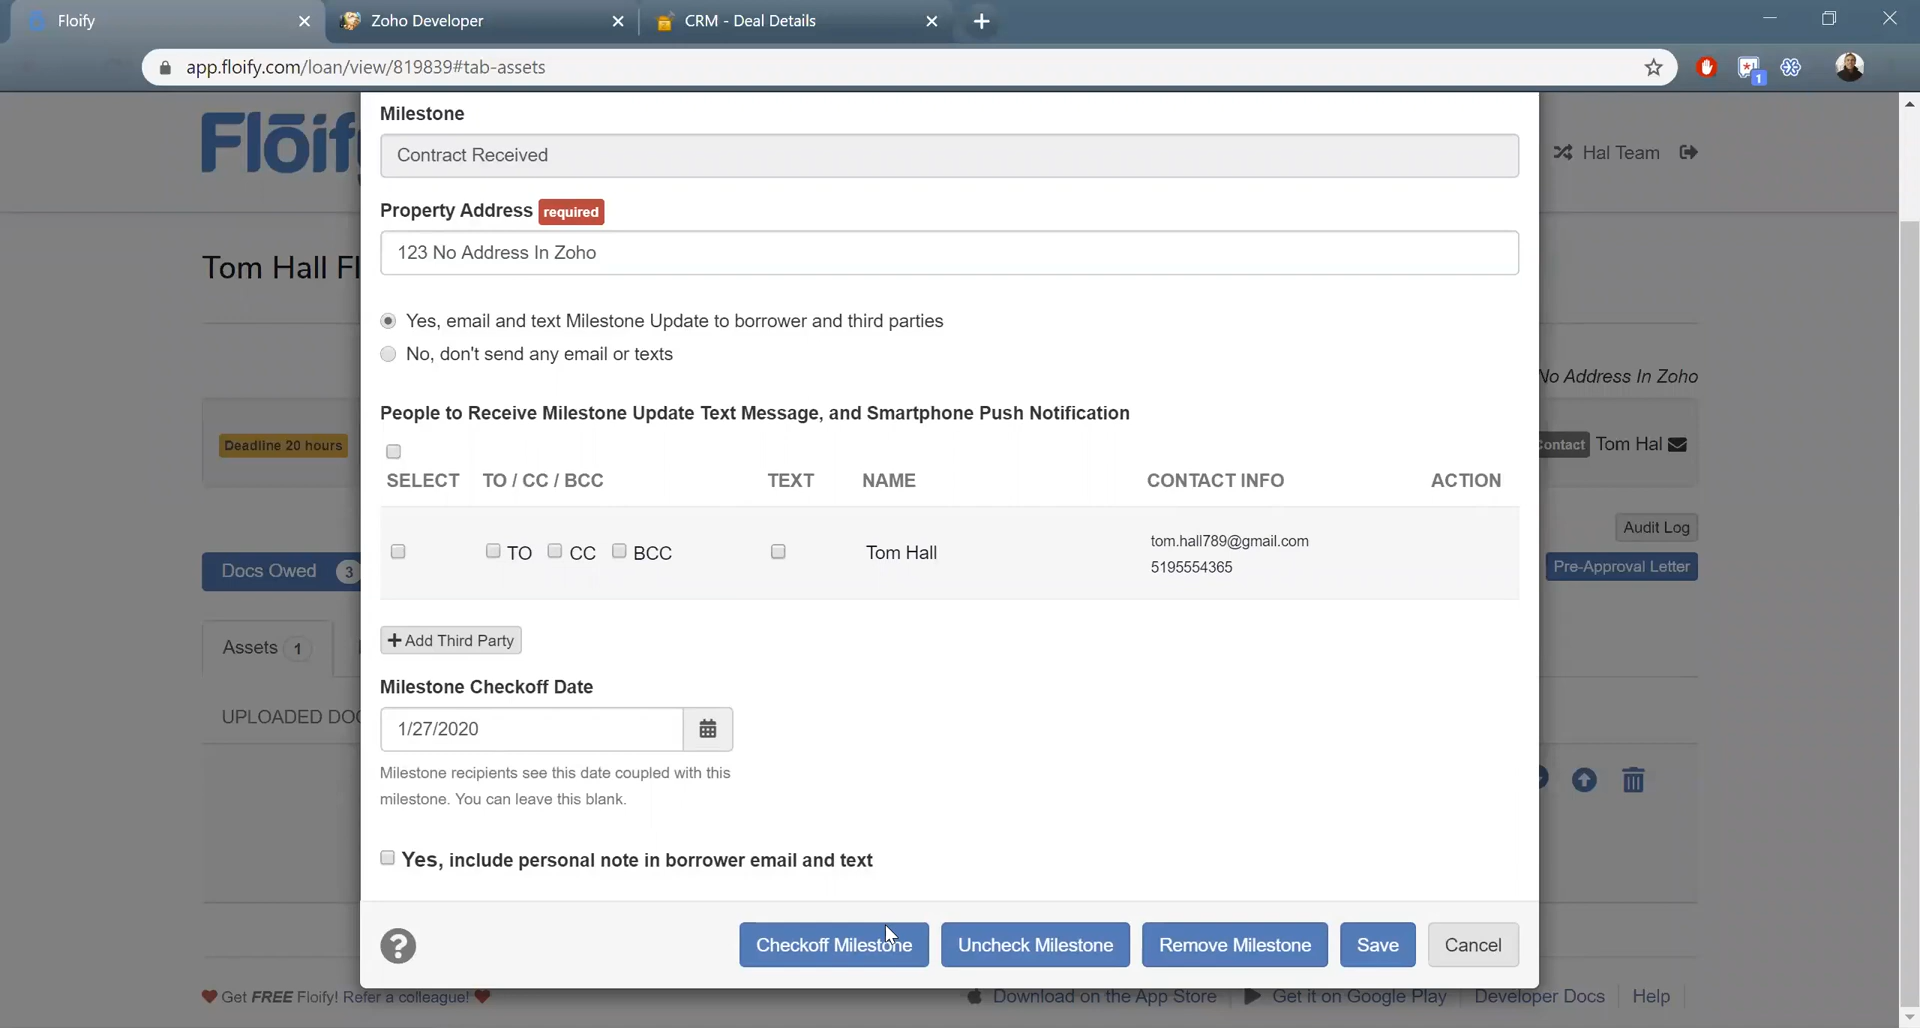 Floify
Zoho Developer
CRM - Deal Details
app.floify.com/loan/view/819839#tab-assets
Milestone
Contract Received
Hal Team
Property Address required
123 No Address In Zoho
Tom Hall
Yes, email and text Milestone Update to borrower and third parties
No, don't send any email or texts
No Address In Zoho
People to Receive Milestone Update Text Message, and Smartphone Push Notification
Deadline 20 hours
Contact Tom Hal
SELECT TO / CC / BCC TEXT NAME CONTACT INFO ACTION
Audit Log
TO CC BCC Tom Hall tom.hall789@gmail.com
5195554365
Docs Owed 3
Pre-Approval Letter
Add Third Party
Assets 1
Milestone Checkoff Date
UPLOADED
1/27/2020
Milestone recipients see this date coupled with this
milestone. You can leave this blank.
Yes, include personal note in borrower email and text
? Checkoff Milestone Uncheck Milestone Remove Milestone Save Cancel
Get FREE Floify! Refer a colleague!
Download on the App Store Get it on Google Play Developer Docs Help